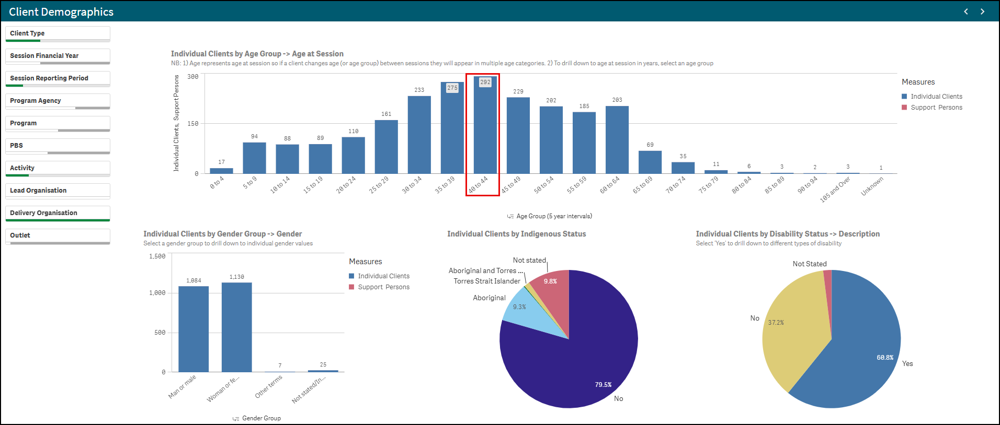 Client Demographics
Client Type
Session Financial Year
Session Reporting Period
Program Agency
Program
PBS
Activity
Lead Organisation
Delivery Organisation
Outlet
Individual Clients by Age Group -> Age at Session
NB: 1) Age represents age at session so if a client changes age (or age group) between sessions they will appear in multiple age categories. 2) To drill down to age at session in years, select an age group
Individual Clients, Support Persons
300
150
0
17
94
88
89
110
161
233
275
292
229
202
185
203
69
35
11
6
3
2
3
1
0 to 4
5 to 9
10 to 14
15 to 19
20 to 24
25 to 29
30 to 34
35 to 39
40 to 44
45 to 49
50 to 54
55 to 59
60 to 64
65 to 69
70 to 74
75 to 79
80 to 84
85 to 89
90 to 94
105 and Over
Unknown
Age Group (5 year intervals)
Measures
Individual Clients
Support Persons
Individual Clients by Gender Group -> Gender
Select a gender group to drill down to individual gender values
1,500
1,000
500
0
1,084
1,130
7
25
Man or male
Woman or fe...
Other terms
Not stated/In...
Gender Group
Measures
Individual Clients
Support Persons
Individual Clients by Indigenous Status
Not stated
Aboriginal and Torres ...
Torres Strait Islander
Aboriginal
9.8%
9.3%
79.5%
No
Individual Clients by Disability Status -> Description
Select 'Yes' to drill down to different types of disability
Not Stated
No
37.2%
60.8%
Yes